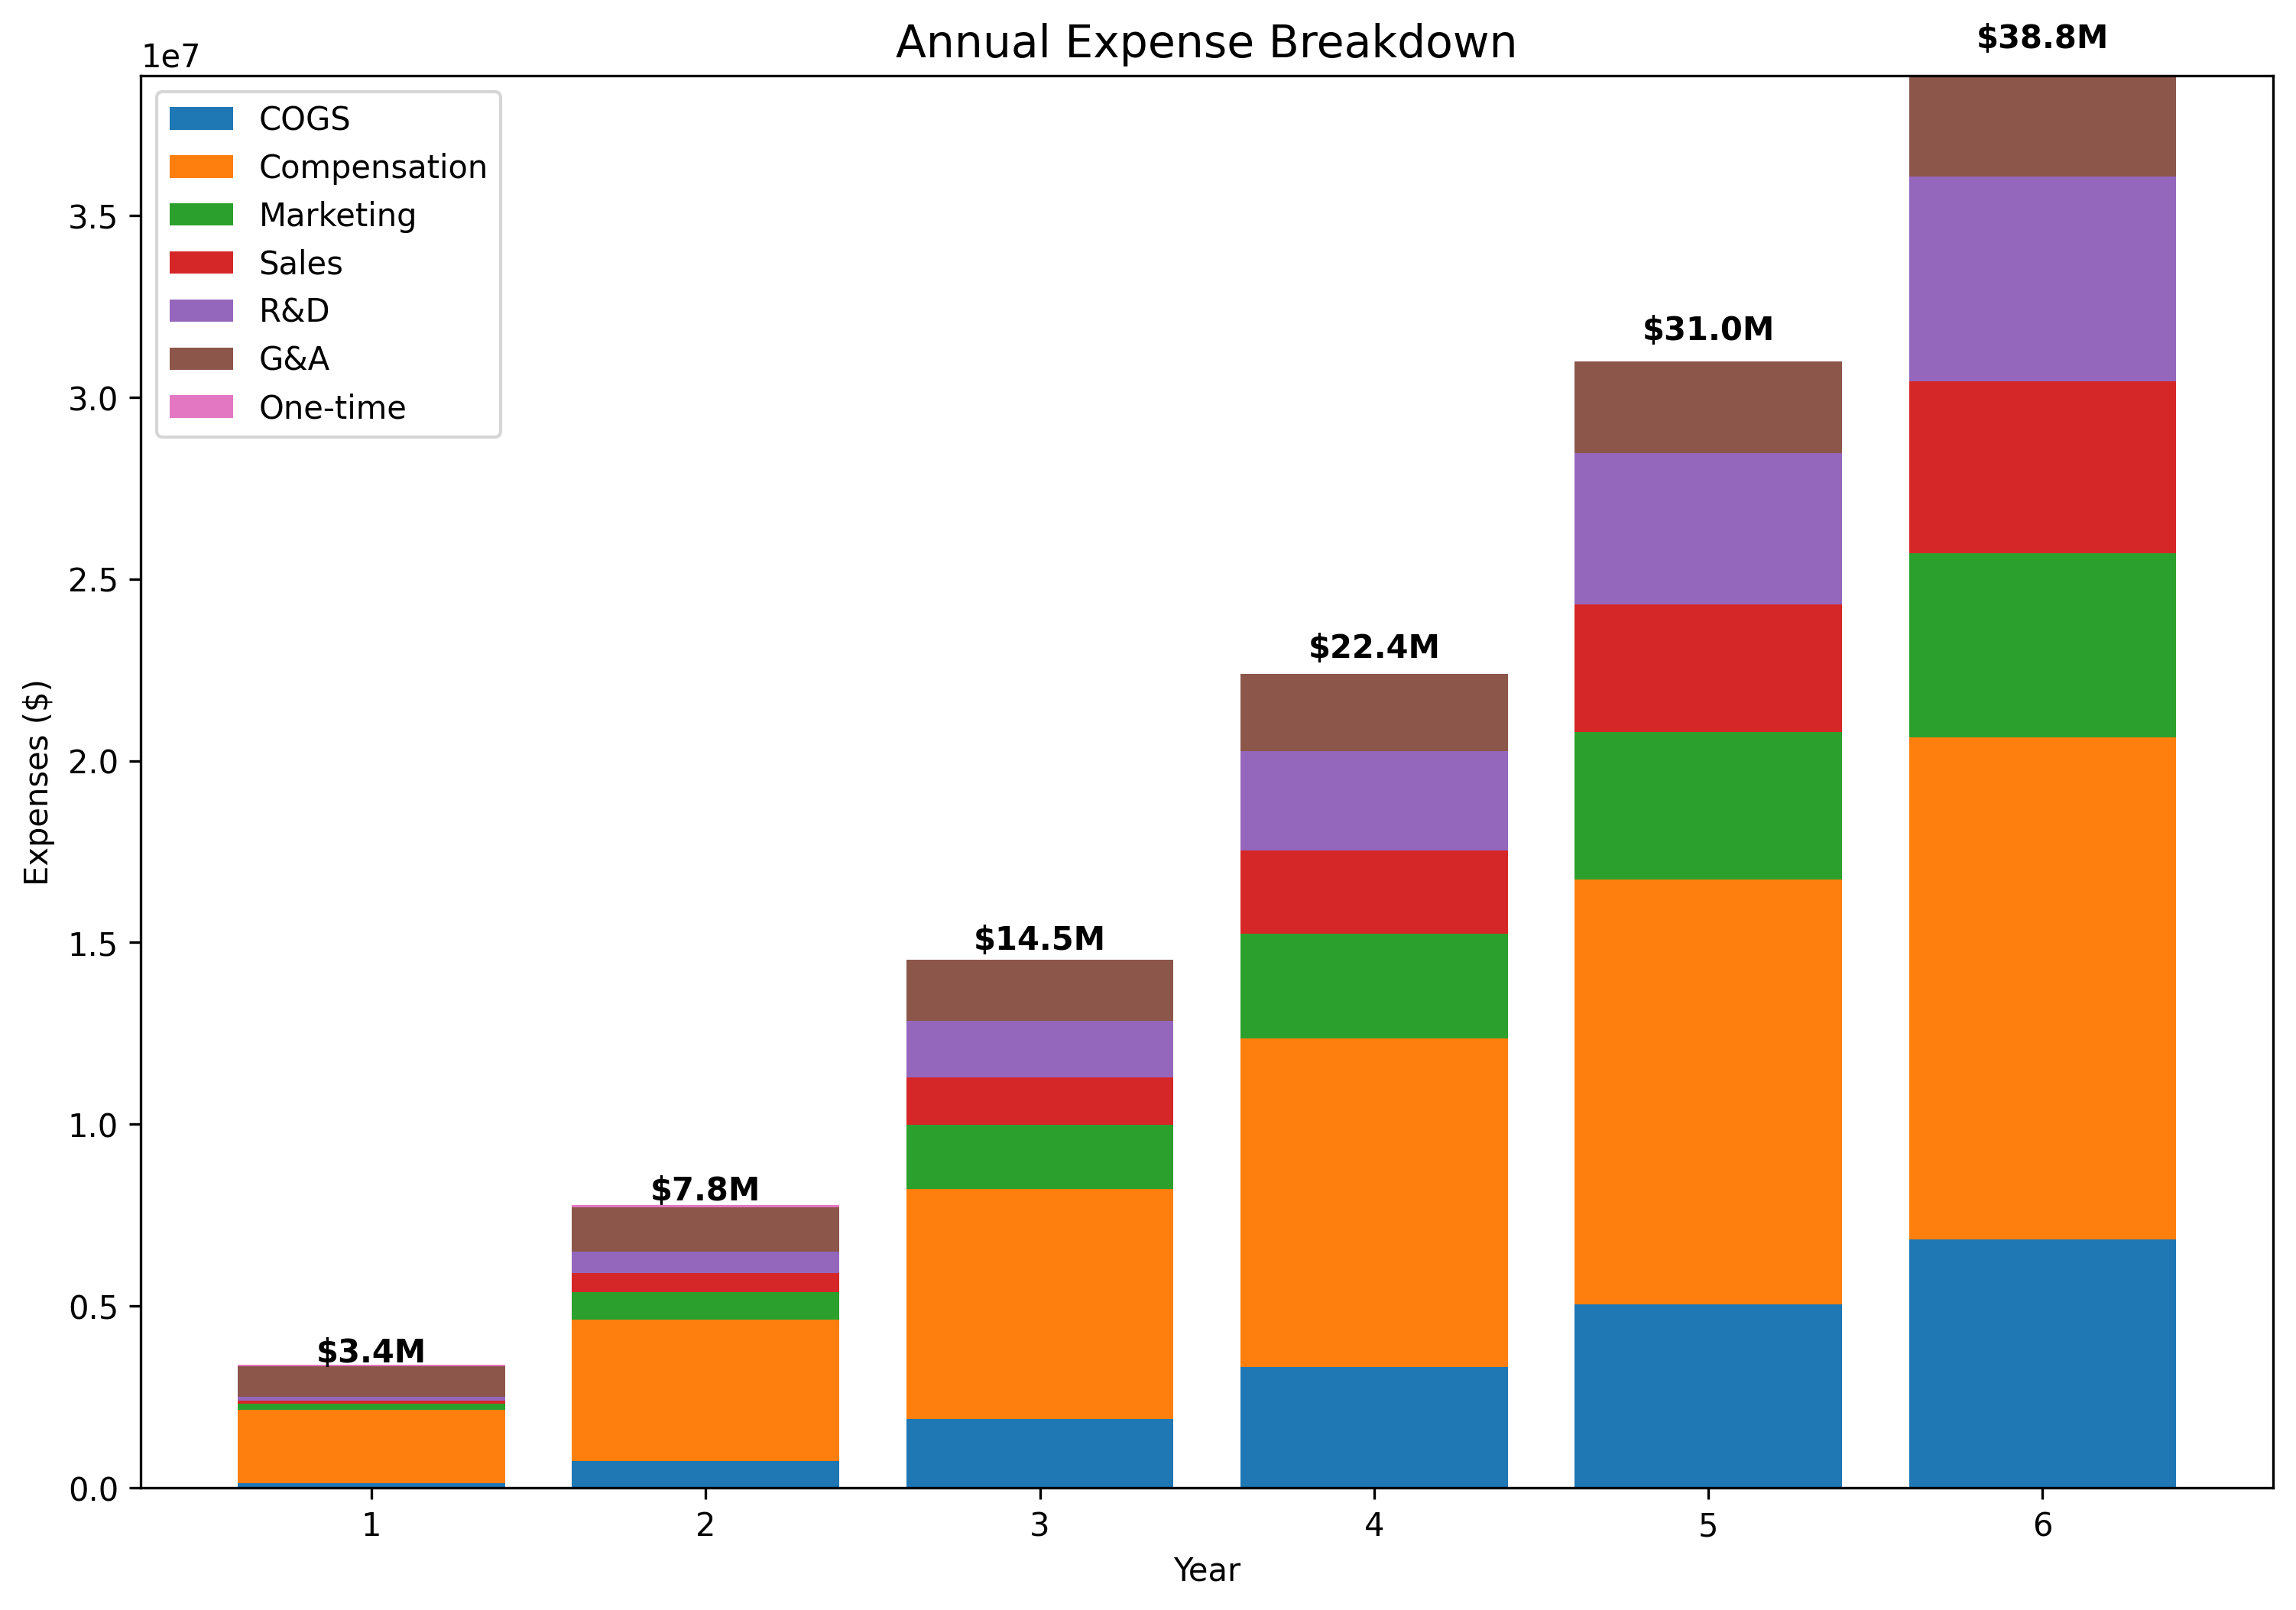 Annual Expense Breakdown
1e7
COGS
Compensation
Marketing
Sales
R&D
G&A
One-time
$3.4M
$7.8M
$14.5M
$22.4M
$31.0M
$38.8M
3.5
3.0
2.5
2.0
1.5
1.0
0.5
0.0
Expenses ($)
1 2 3 4 5 6
Year